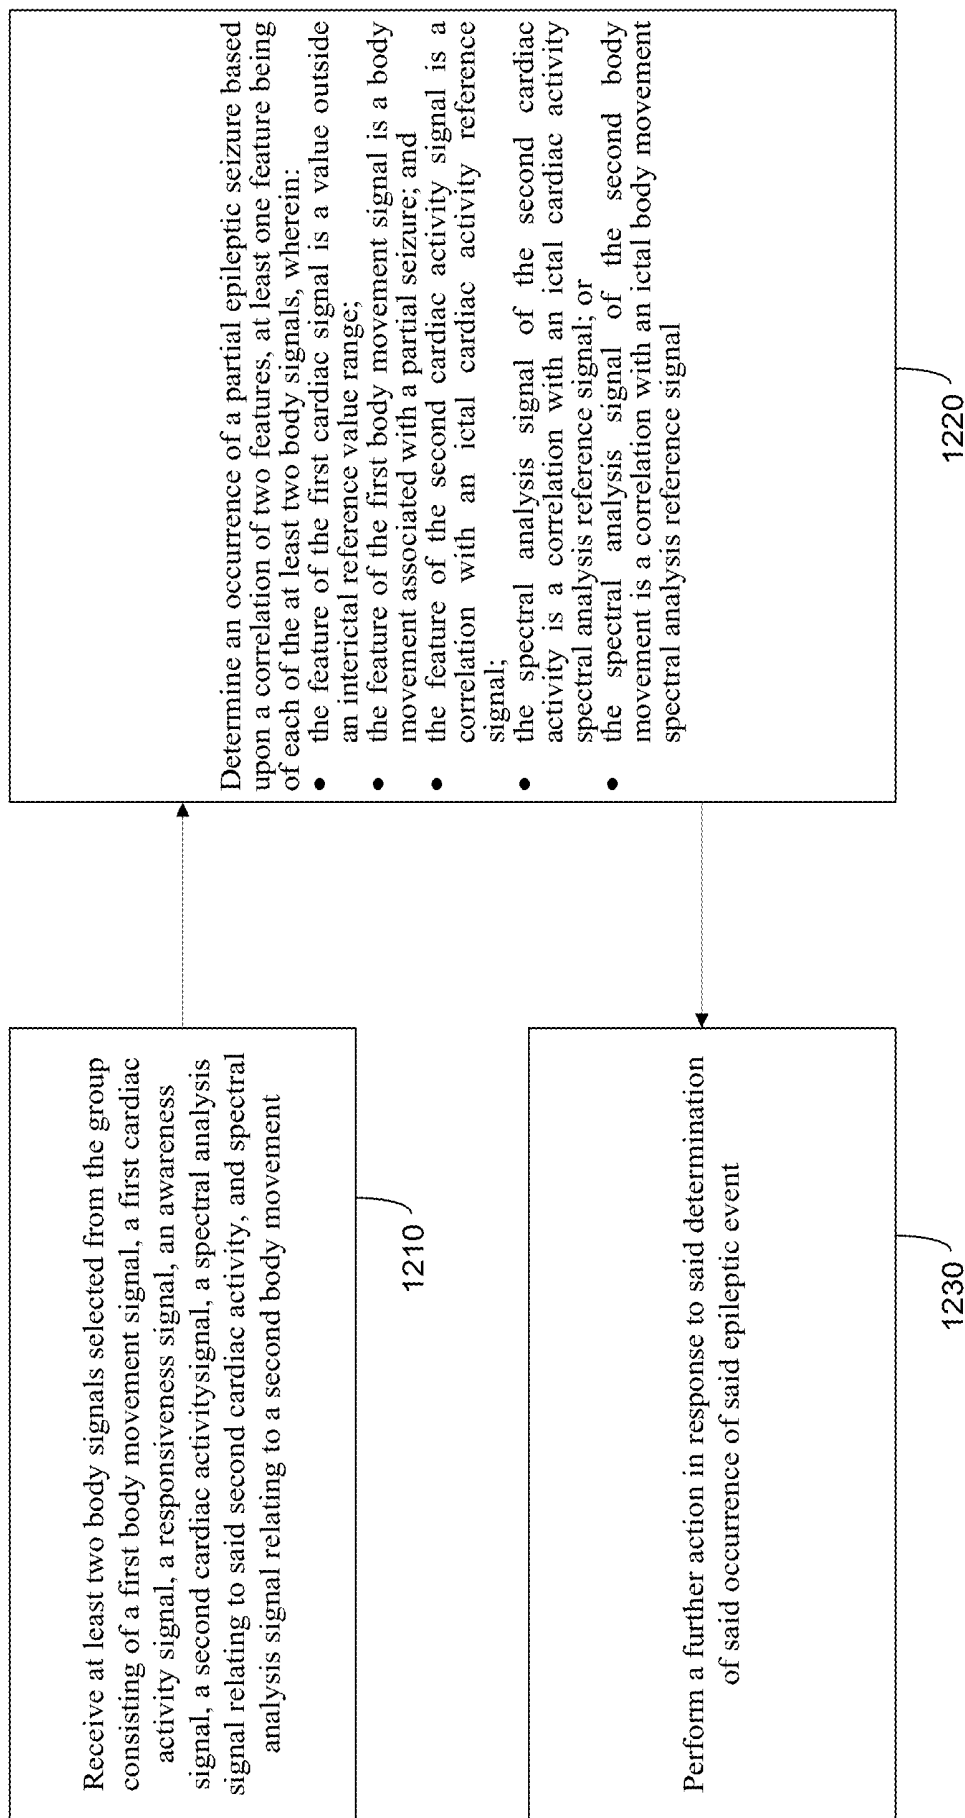 Receive at least two body signals selected from the group
consisting of a first body movement signal, a first cardiac
activity signal, a responsiveness signal, an awareness
signal, a second cardiac activitysignal, a spectral analysis
signal relating to said second cardiac activity, and spectral
analysis signal relating to a second body movement
1210
Determine an occurrence of a partial epileptic seizure based
upon a correlation of two features, at least one feature being
of each of the at least two body signals, wherein:
• the feature of the first cardiac signal is a value outside
an interictal reference value range;
• the feature of the first body movement signal is a body
movement associated with a partial seizure; and
• the feature of the second cardiac activity signal is a
correlation with an ictal cardiac activity reference
signal;
• the spectral analysis signal of the second cardiac
activity is a correlation with an ictal cardiac activity
spectral analysis reference signal; or
• the spectral analysis signal of the second body
movement is a correlation with an ictal body movement
spectral analysis reference signal
1220
Perform a further action in response to said determination
of said occurrence of said epileptic event
1230